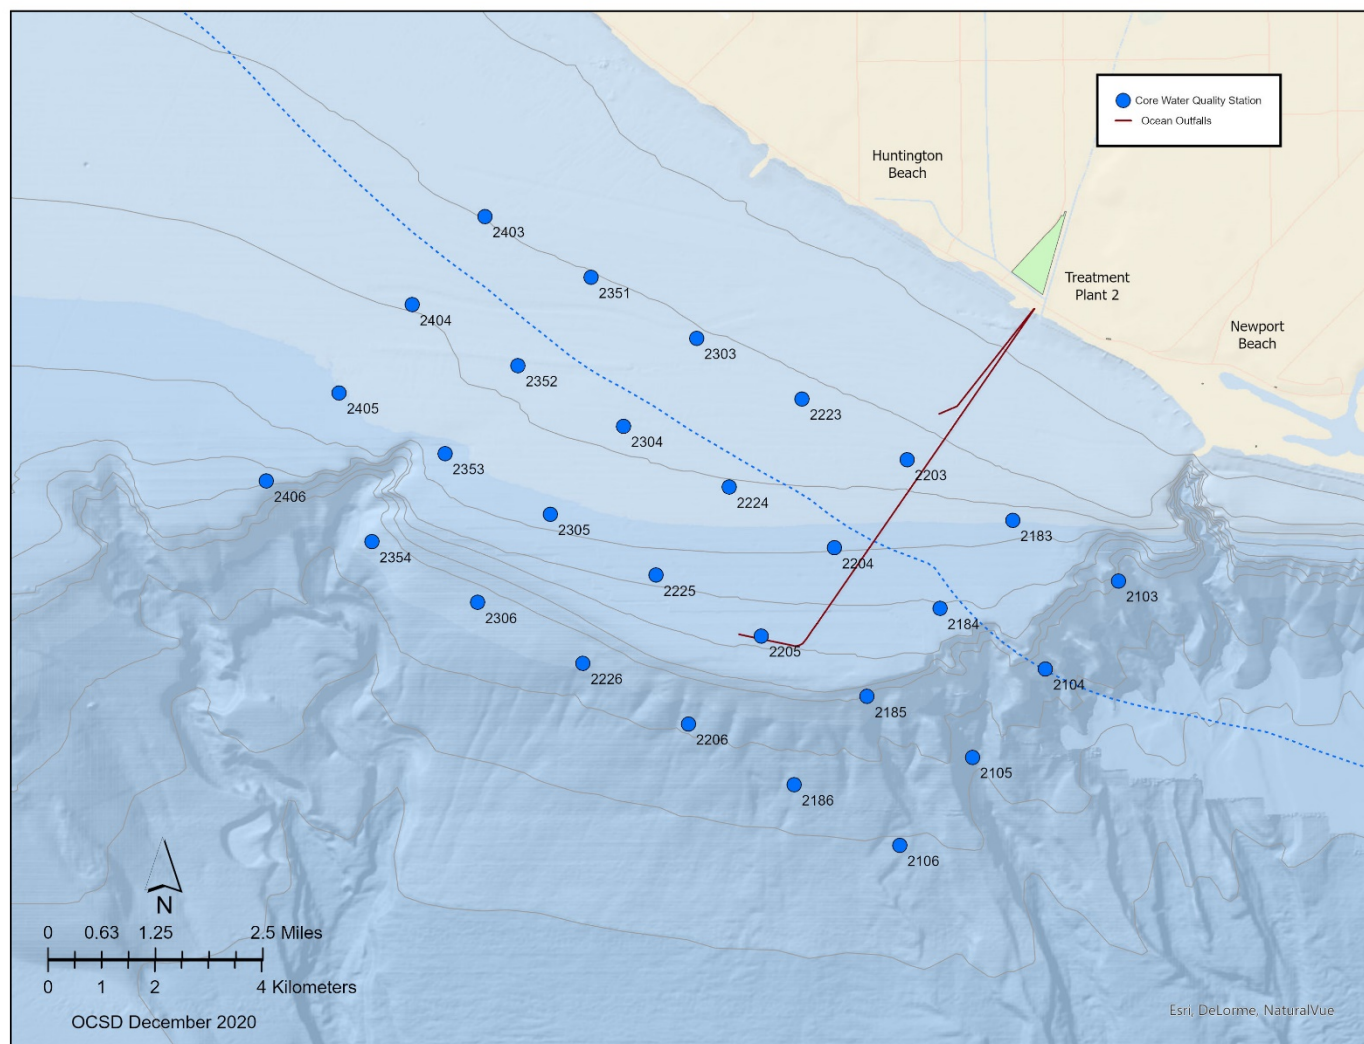 Core Water Quality Station
Ocean Outfalls
Huntington
Beach
Treatment
Plant 2
Newport
Beach
2403
2351
2404
2303
2352
2405
2223
2304
2353
2203
2406
2224
2305
2183
2354
2204
2225
2103
2306
2184
2205
2226
2104
2185
2206
2105
2186
2106
N
0 0.63 1.25 2.5 Miles
0 1 2 4 Kilometers
OCSD December 2020
Esri, DeLorme, NaturalVue